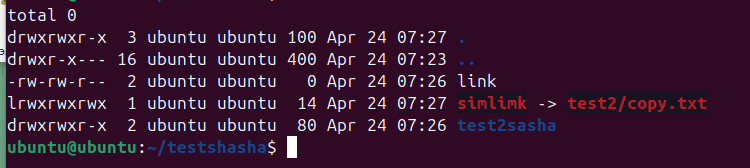 total 0
drwxrwxr-x  3 ubuntu ubuntu 100 Apr 24 07:27 .
drwxr-x--- 16 ubuntu ubuntu 400 Apr 24 07:23 ..
-rw-rw-r--  2 ubuntu ubuntu   0 Apr 24 07:26 link
lrwxrwxrwx  1 ubuntu ubuntu  14 Apr 24 07:27 simlimk -> test2/copy.txt
drwxrwxr-x  2 ubuntu ubuntu  80 Apr 24 07:26 test2sasha
ubuntu@ubuntu:~/testshasha$